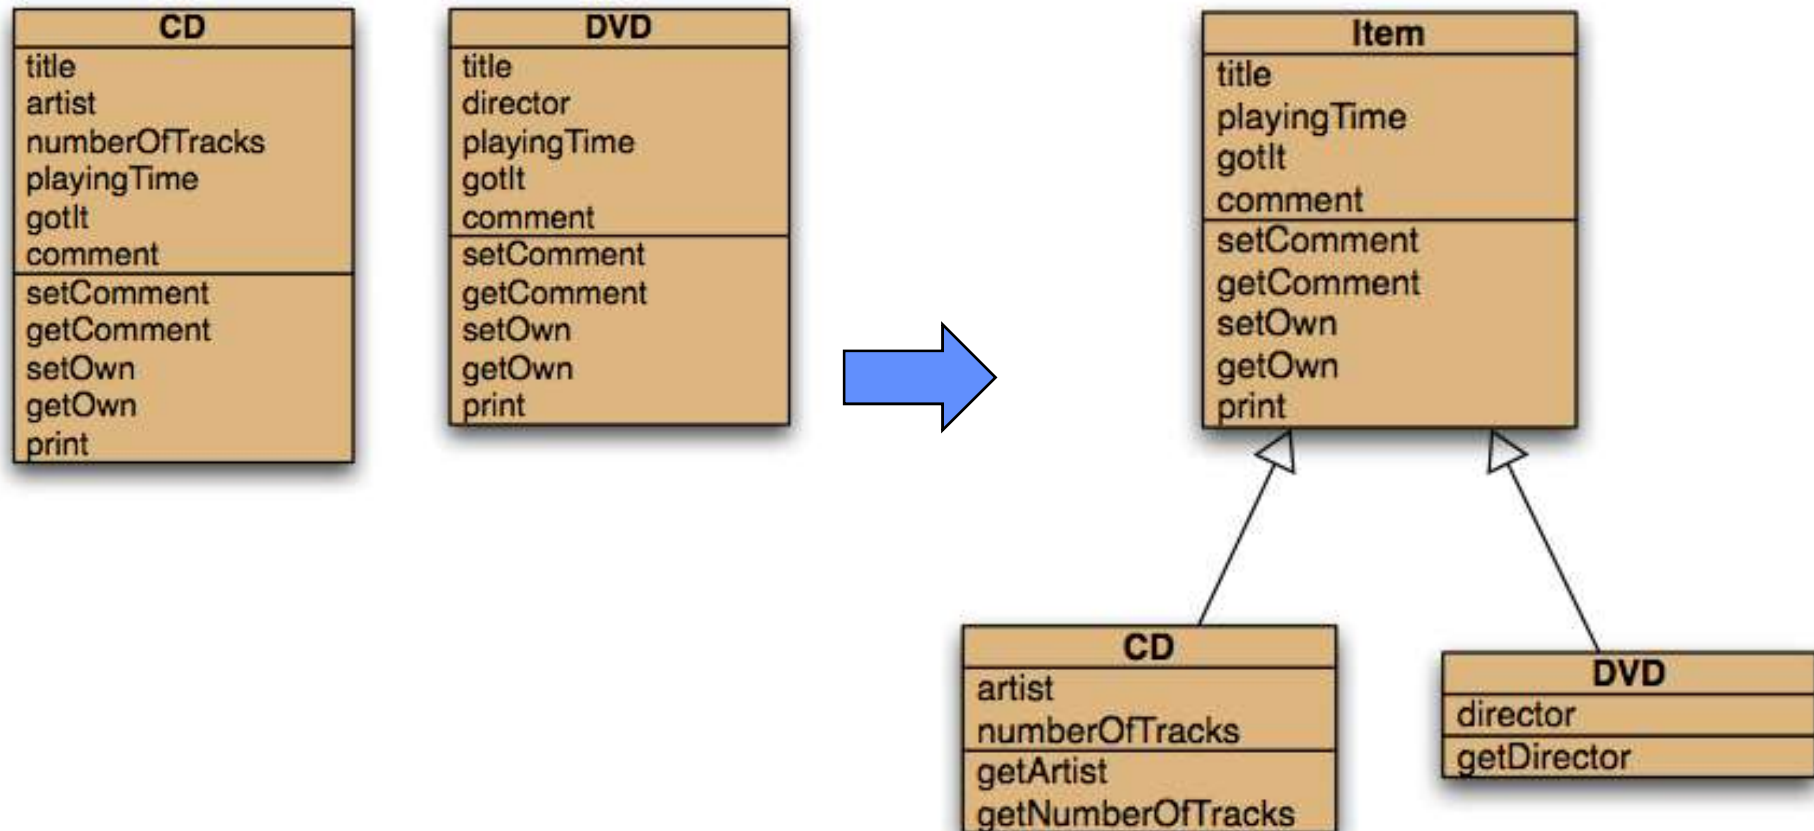 CD
title
artist
numberOfTracks
playingTime
gotIt
comment
setComment
getComment
setOwn
getOwn
print
DVD
title
director
playingTime
gotIt
comment
setComment
getComment
setOwn
getOwn
print
Item
title
playingTime
gotIt
comment
setComment
getComment
setOwn
getOwn
print
CD
artist
numberOfTracks
getArtist
getNumberOfTracks
DVD
director
getDirector